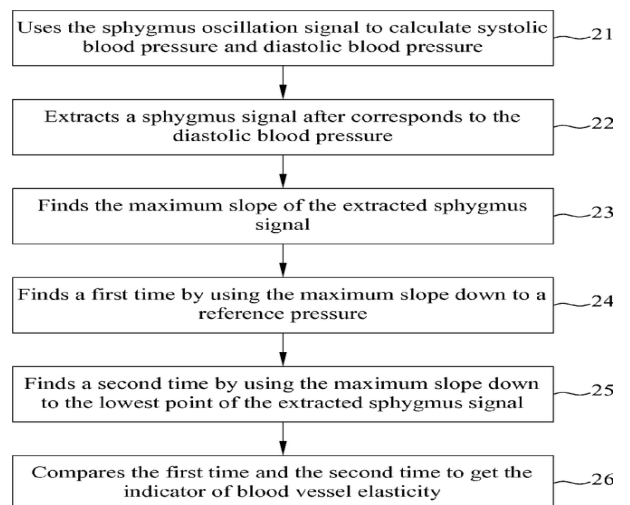 Uses the sphygmus oscillation signal to calculate systolic
blood pressure and diastolic blood pressure
21
Extracts a sphygmus signal after corresponds to the
diastolic blood pressure
22
Finds the maximum slope of the extracted sphygmus
signal
23
Finds a first time by using the maximum slope down to a
reference pressure
24
Finds a second time by using the maximum slope down
to the lowest point of the extracted sphygmus signal
25
Compares the first time and the second time to get the
indicator of blood vessel elasticity
26